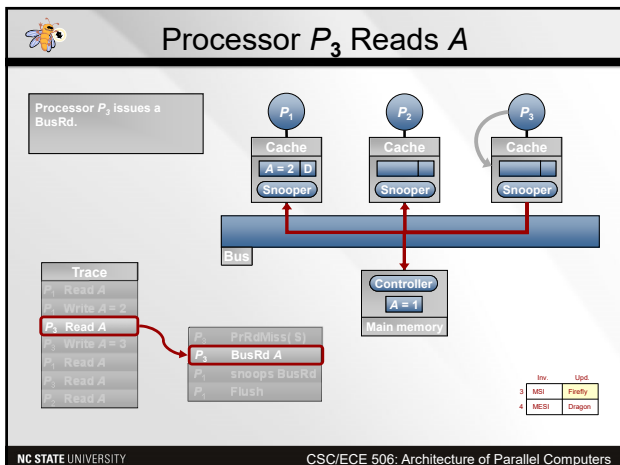 Processor P3 Reads A
Processor P3 issues a
BusRd.
P1
P2
P3
Cache
Cache
Cache
A = 2 D
Snooper
Snooper
Snooper
Bus
Controller
A = 1
Main memory
Trace
P1 Read A
P1 Write A = 2
P3 Read A
P3 Write A = 3
P1 Read A
Read A
Read A
PrRdMiss( S)
P3 BusRd A
P1 snoops BusRd
P1 Flush
Inv. Upd.
3 MSI Firefly
4 MESI Dragon
NC STATE UNIVERSITY
CSC/ECE 506: Architecture of Parallel Computers